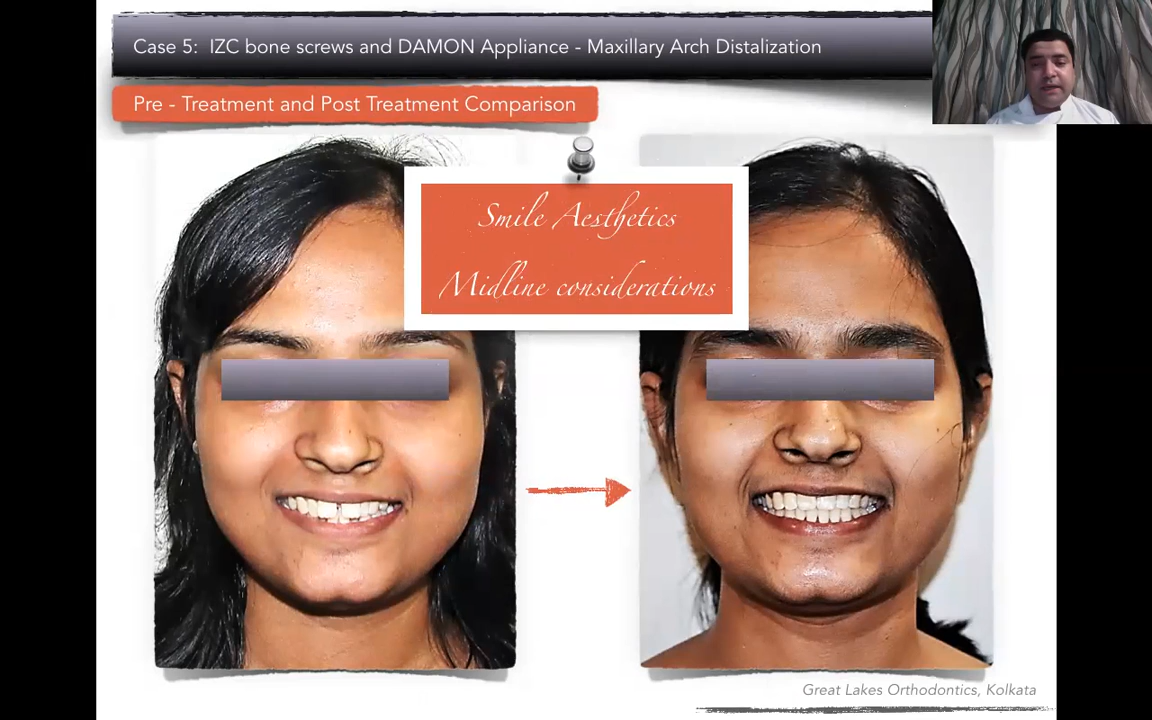 Case 5: IZC bone screws and DAMON Appliance - Maxillary Arch Distalization
Pre - Treatment and Post Treatment Comparison
Smile Aesthetics
Midline considerations
Great Lakes Orthodontics, Kolkata